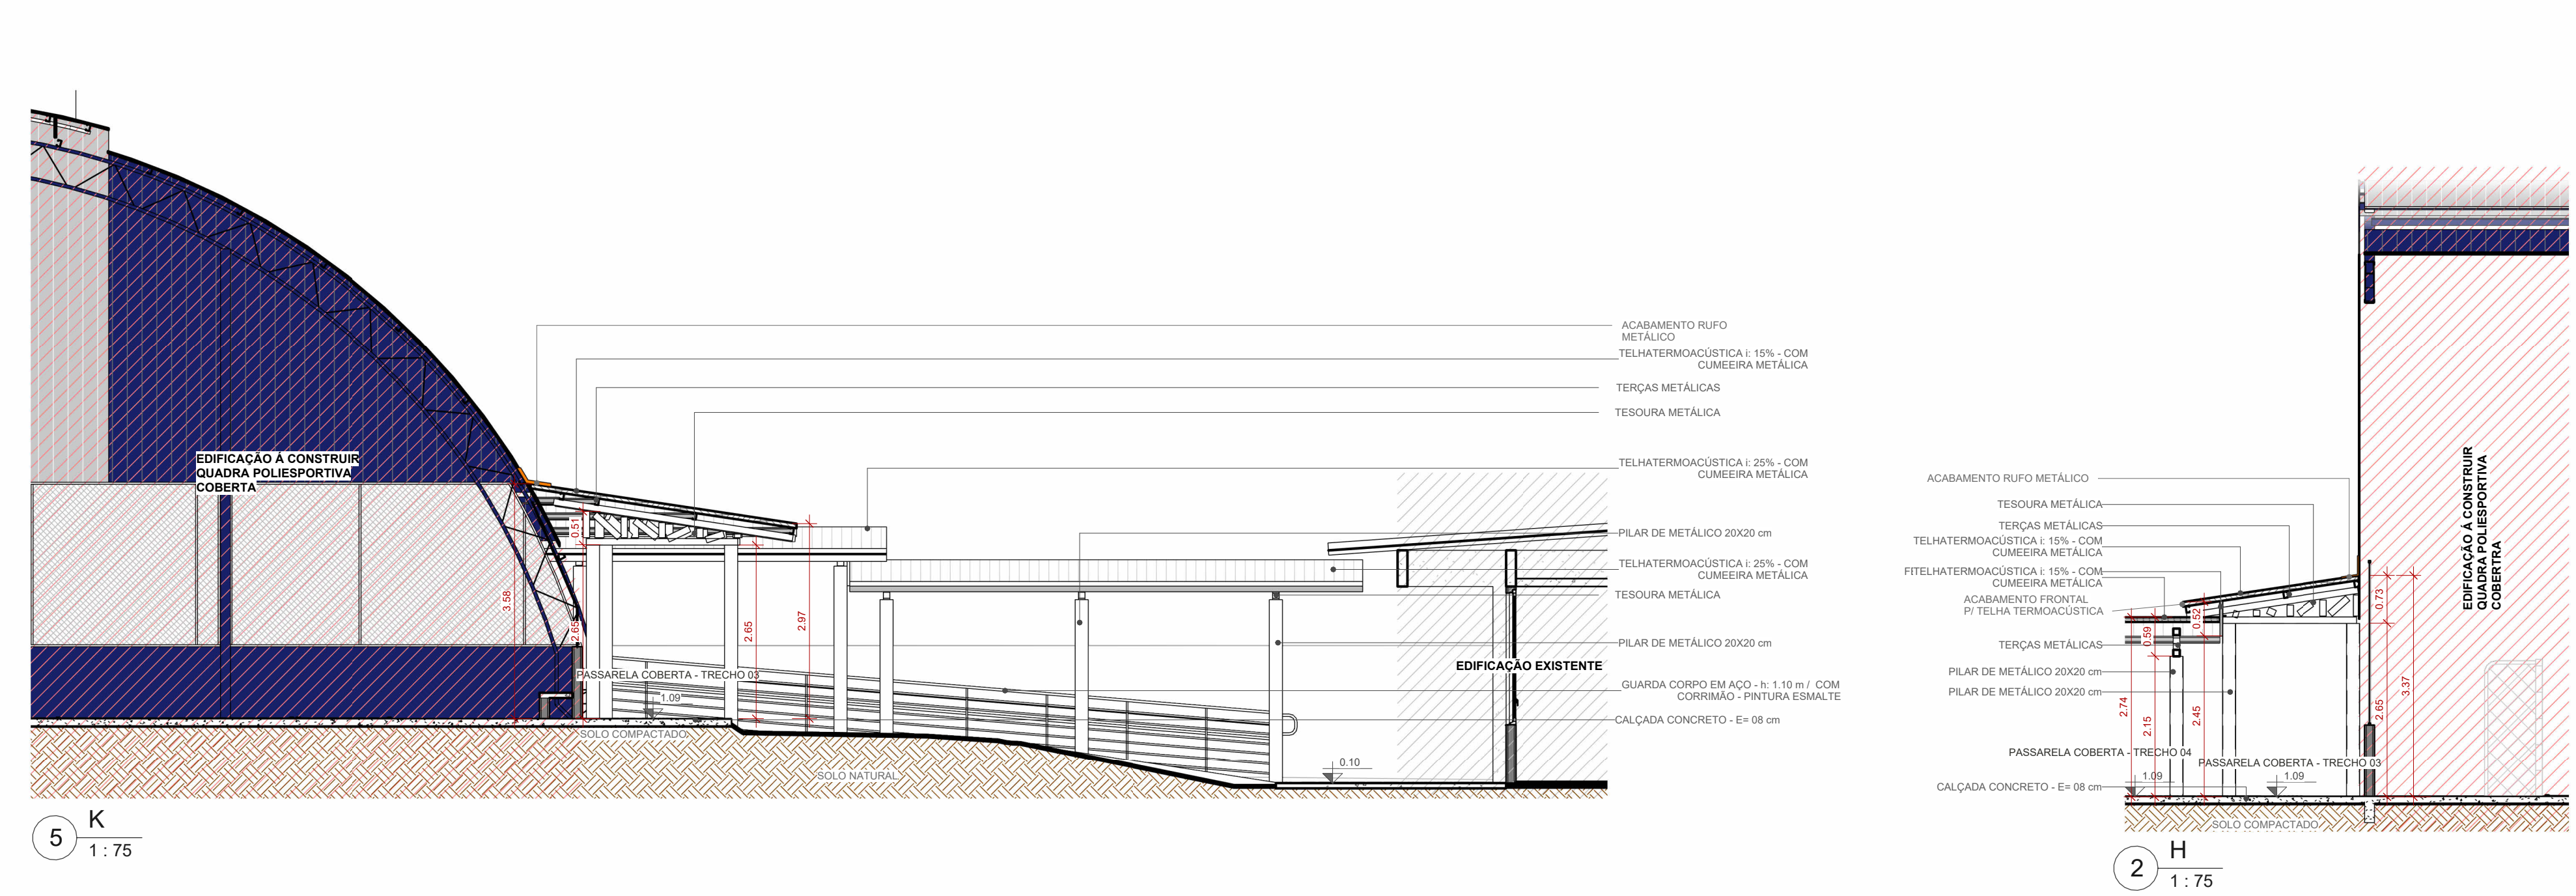 ACABAMENTO RUFO
METÁLICO
TELHATERMOACÚSTICA i: 15% - COM
CUMEEIRA METÁLICA
TERÇAS METÁLICAS
TESOURA METÁLICA
EDIFICAÇÃO Á CONSTRUIR
QUADRA POLIESPORTIVA
COBERTA
TELHATERMOACÚSTICA i: 25% - COM
CUMEEIRA METÁLICA
0.51
PILAR DE METÁLICO 20X20 cm
TELHATERMOACÚSTICA i: 25% - COM
CUMEEIRA METÁLICA
TESOURA METÁLICA
3.58
2.65
2.65
2.97
PILAR DE METÁLICO 20X20 cm
EDIFICAÇÃO EXISTENTE
PASSARELA COBERTA - TRECHO 03
1.09
GUARDA CORPO EM AÇO - h: 1.10 m / COM
CORRIMÃO - PINTURA ESMALTE
CALÇADA CONCRETO - E= 08 cm
SOLO COMPACTADO
0.10
SOLO NATURAL
5
K
1 : 75
EDIFICAÇÃO Á CONSTRUIR
QUADRA POLIESPORTIVA
COBERTRA
ACABAMENTO RUFO METÁLICO
TESOURA METÁLICA
TERÇAS METÁLICAS
TELHATERMOACÚSTICA i: 15% - COM
CUMEEIRA METÁLICA
FITELHATERMOACÚSTICA i: 15% - COM
CUMEEIRA METÁLICA
ACABAMENTO FRONTAL
P/ TELHA TERMOACÚSTICA
0.73
0.52
0.59
TERÇAS METÁLICAS
PILAR DE METÁLICO 20X20 cm
PILAR DE METÁLICO 20X20 cm
2.74
2.15
2.45
2.65
3.37
PASSARELA COBERTA - TRECHO 04
PASSARELA COBERTA - TRECHO 03
1.09
1.09
CALÇADA CONCRETO - E= 08 cm
SOLO COMPACTADO
2
H
1 : 75